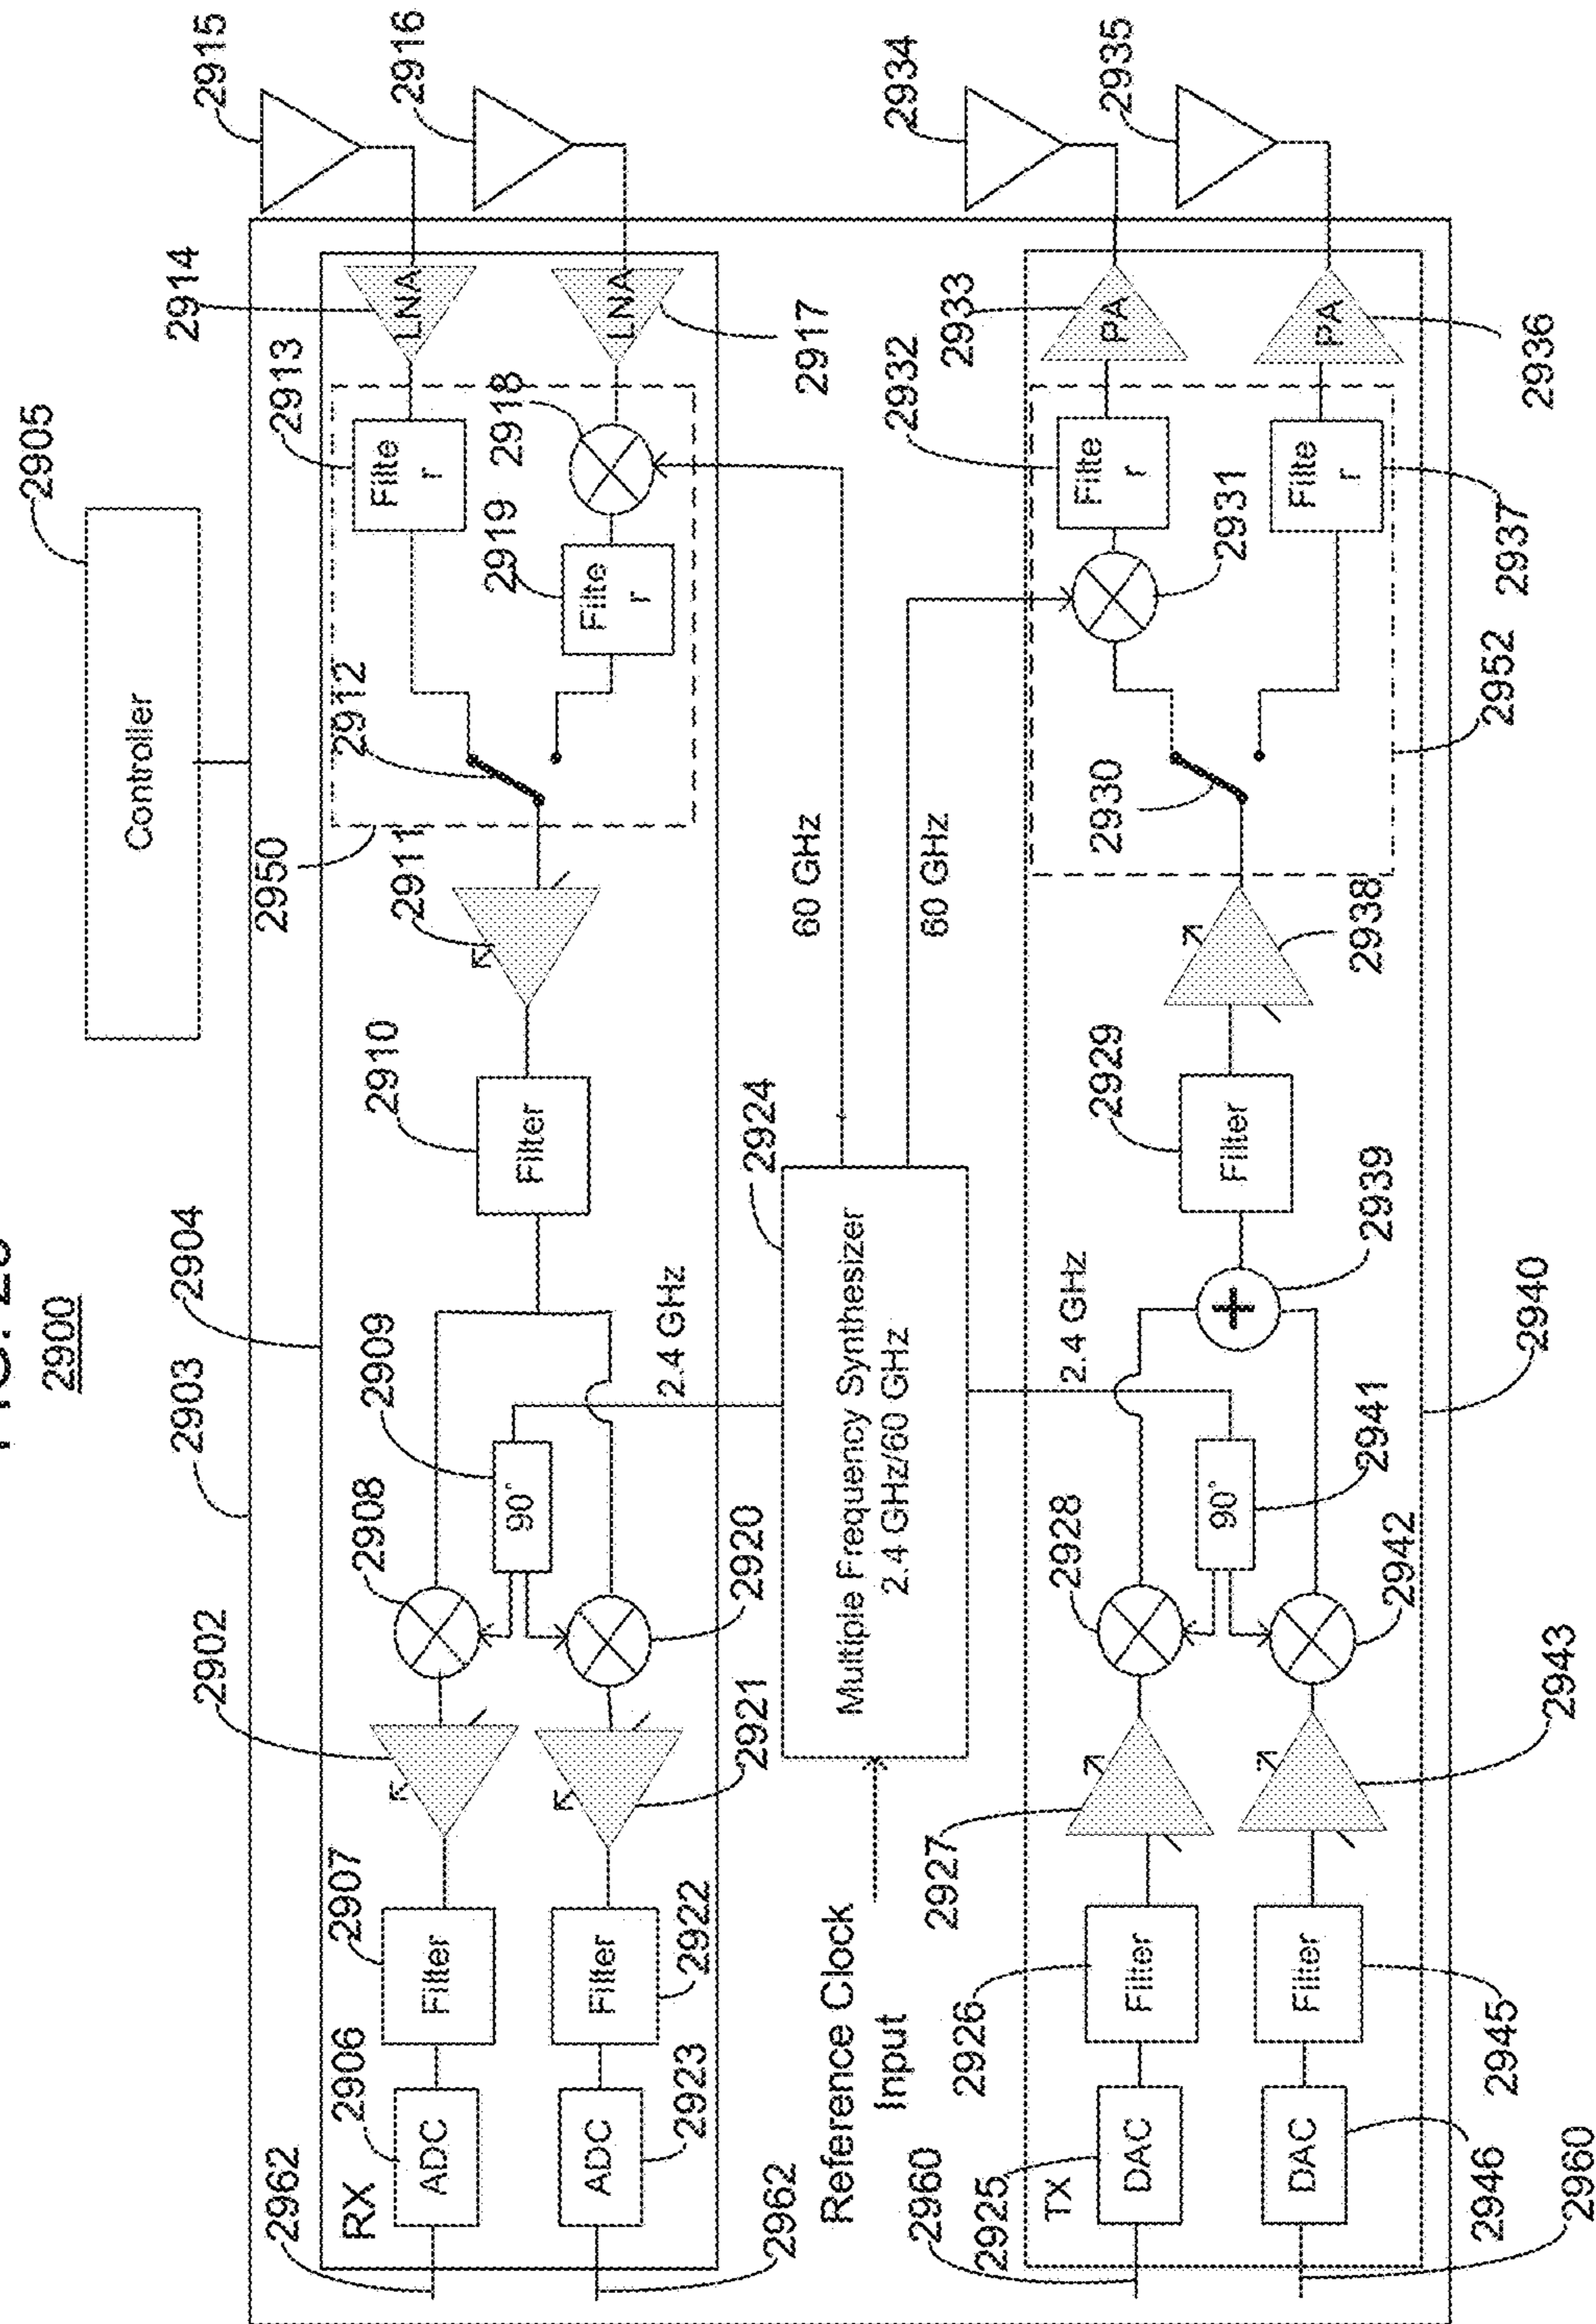 2900
2905
Controller
2903
2904
2915
2916
2914
LNA
LNA
2917
2913
Filte
r
2918
2919
Filte
r
2912
2950
2911
2910
Filter
2909
90°
2.4 GHz
2908
2920
2902
2921
2907
Filter
2922
Filter
RX
2906
ADC
2923
ADC
2962
2962
2924
Multiple Frequency Synthesizer
2.4 GHz/60 GHz
60 GHz
60 GHz
Reference Clock
Input
2934
2935
2933
PA
PA
2936
2932
Filte
r
2931
Filte
r
2937
2952
2930
2938
2929
Filter
2939
2.4 GHz
2940
2941
90°
2928
2942
2927
2943
2926
Filter
Filter
2945
TX
2925
DAC
DAC
2946
2960
2960